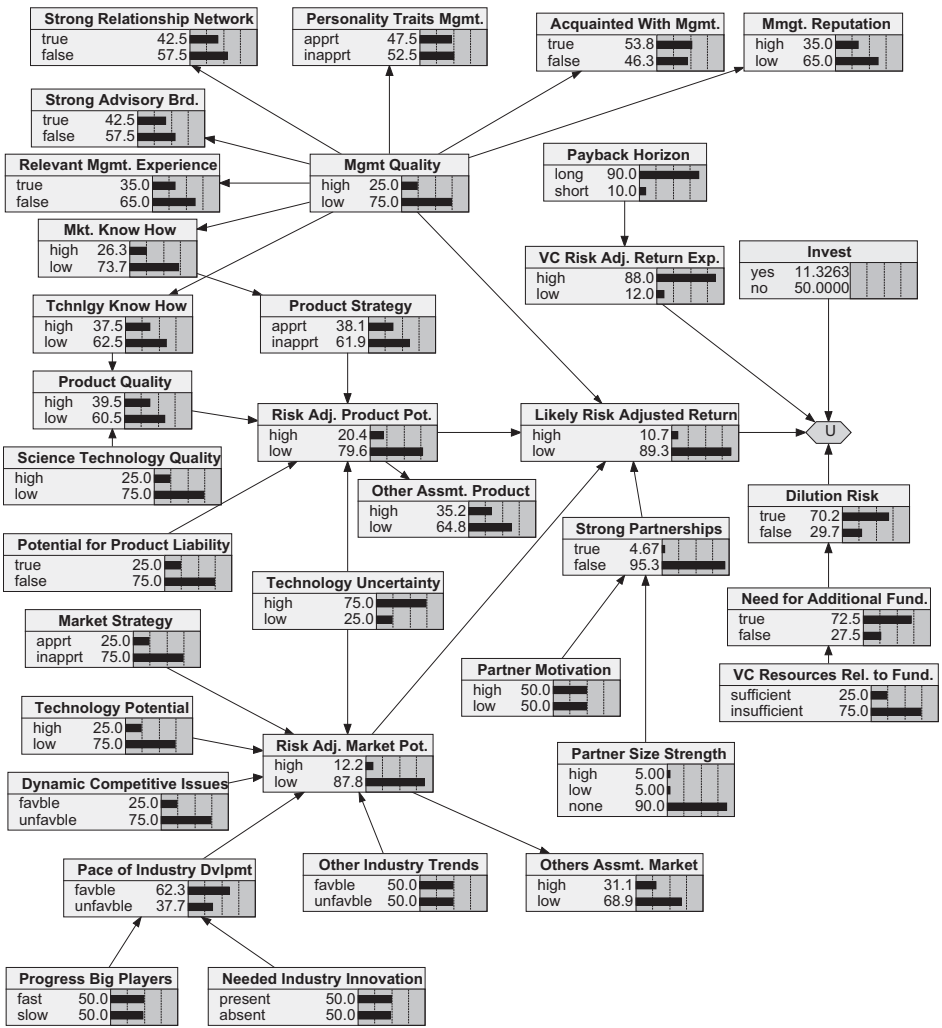 Strong Relationship Network
true 42.5
false 57.5
Personality Traits Mgmt.
apprt 47.5
inapprt 52.5
Acquainted With Mgmt.
true 53.8
false 46.3
Mmgt. Reputation
high 35.0
low 65.0
Strong Advisory Brd.
true 42.5
false 57.5
Relevant Mgmt. Experience
true 35.0
false 65.0
Mgmt Quality
high 25.0
low 75.0
Payback Horizon
long 90.0
short 10.0
Mkt. Know How
high 26.3
low 73.7
VC Risk Adj. Return Exp.
high 88.0
low 12.0
Invest
yes 11.3263
no 50.0000
Tchnlgy Know How
high 37.5
low 62.5
Product Strategy
apprt 38.1
inapprt 61.9
Product Quality
high 39.5
low 60.5
Risk Adj. Product Pot.
high 20.4
low 79.6
Likely Risk Adjusted Return
high 10.7
low 89.3
U
Science Technology Quality
high 25.0
low 75.0
Other Assmt. Product
high 35.2
low 64.8
Dilution Risk
true 70.2
false 29.7
Potential for Product Liability
true 25.0
false 75.0
Strong Partnerships
true 4.67
false 95.3
Technology Uncertainty
high 75.0
low 25.0
Need for Additional Fund.
true 72.5
false 27.5
Market Strategy
apprt 25.0
inapprt 75.0
Partner Motivation
high 50.0
low 50.0
VC Resources Rel. to Fund.
sufficient 25.0
insufficient 75.0
Technology Potential
high 25.0
low 75.0
Risk Adj. Market Pot.
high 12.2
low 87.8
Partner Size Strength
high 5.00
low 5.00
none 90.0
Dynamic Competitive Issues
favble 25.0
unfavble 75.0
Pace of Industry Dvlpmt
favble 62.3
unfavble 37.7
Other Industry Trends
favble 50.0
unfavble 50.0
Others Assmt. Market
high 31.1
low 68.9
Progress Big Players
fast 50.0
slow 50.0
Needed Industry Innovation
present 50.0
absent 50.0